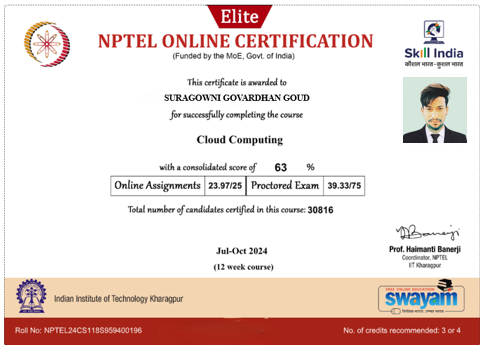 Elite
NPTEL ONLINE CERTIFICATION
(Funded by the MoE, Govt. of India)
Skill India
कौशल भारत - कुशल भारत
This certificate is awarded to
SURAGOWNI GOVARDHAN GOUD
for successfully completing the course
Cloud Computing
with a consolidated score of 63 %
Online Assignments 23.97/25 Proctored Exam 39.33/75
Total number of candidates certified in this course: 30816
Jul-Oct 2024
(12 week course)
Prof. Haimanti Banerji
Coordinator, NPTEL
IIT Kharagpur
Indian Institute of Technology Kharagpur
FREE ONLINE EDUCATION
swayam
शिक्षित भारत, उन्नत भारत
Roll No: NPTEL24CS118S959400196
No. of credits recommended: 3 or 4